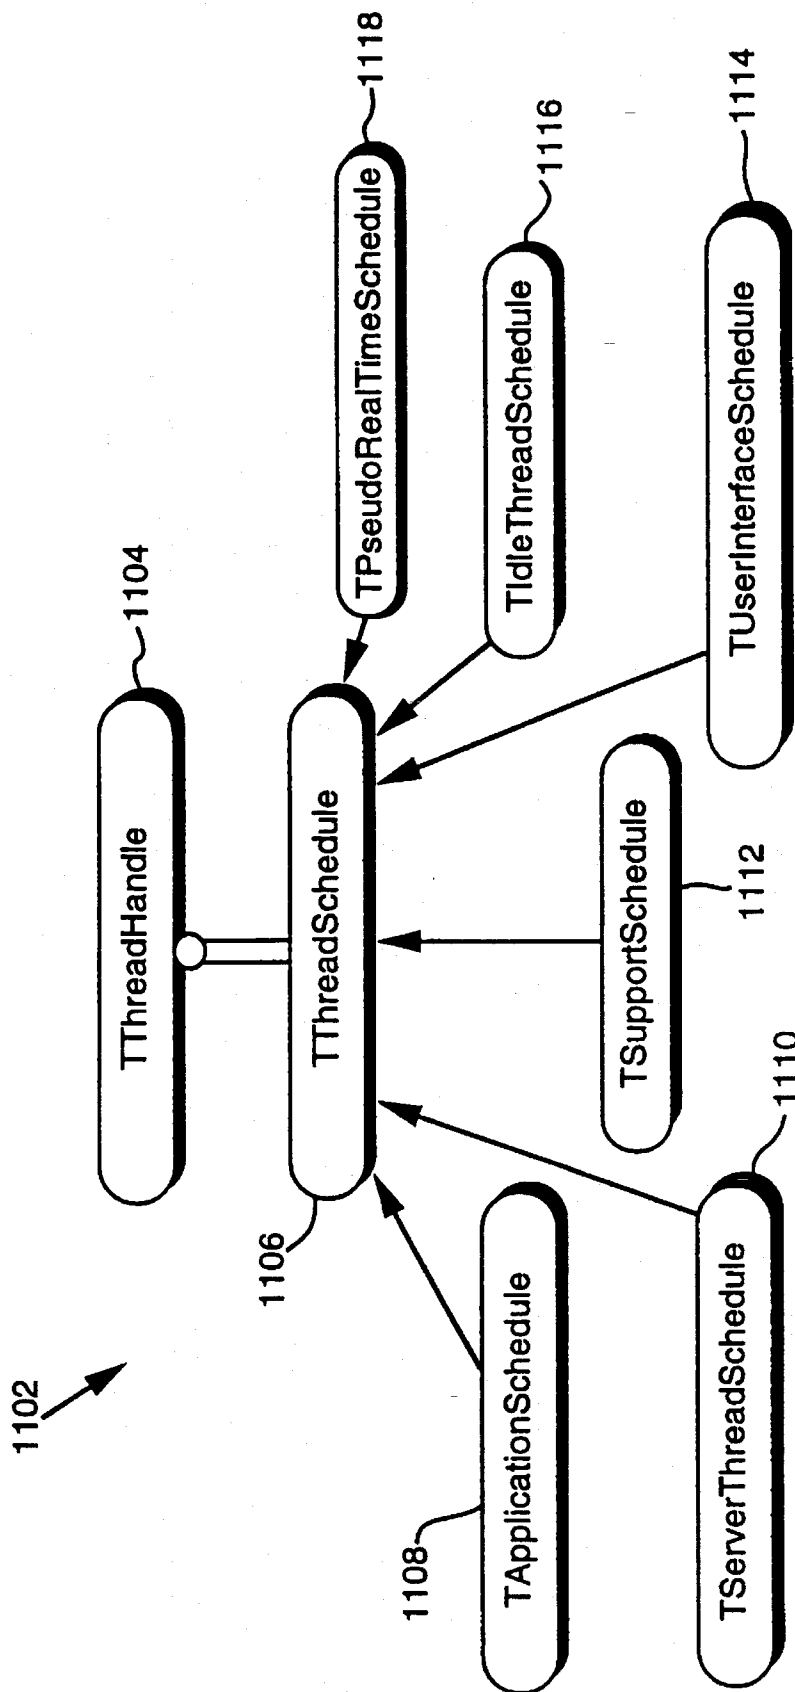 1102
TThreadHandle
1104
1106
TThreadSchedule
TPseudoRealTimeSchedule
1118
1108
TApplicationSchedule
TIdleThreadSchedule
1116
TSupportSchedule
1112
TServerThreadSchedule
1110
TUserInterfaceSchedule
1114